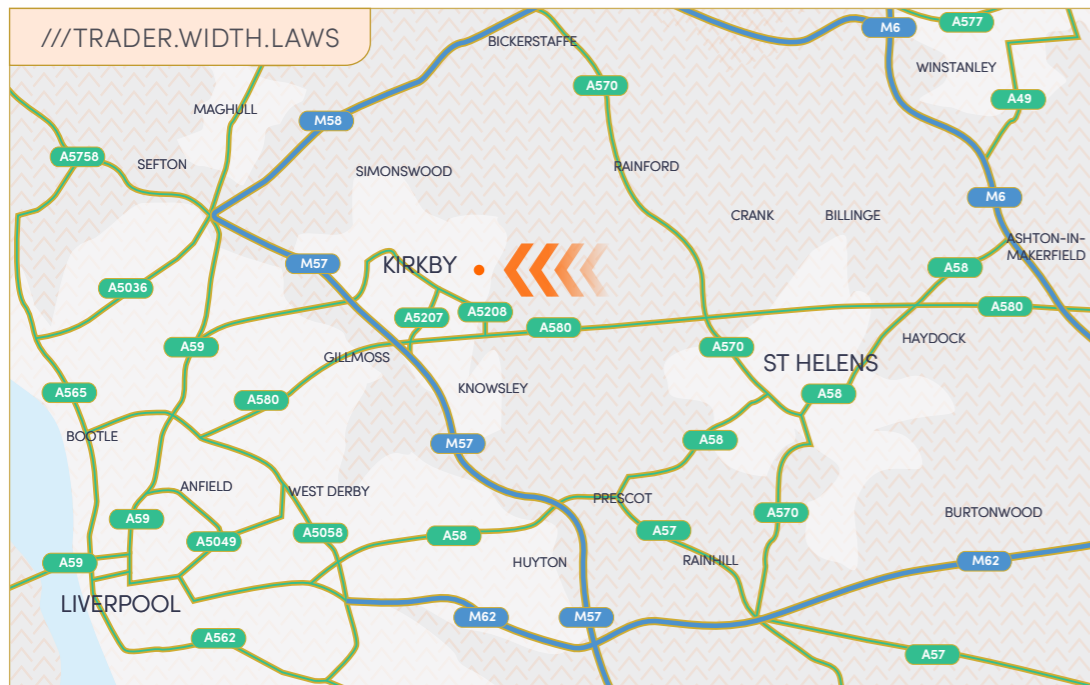 ///TRADER.WIDTH.LAWS
A577
M6
BICKERSTAFFE
WINSTANLEY
A570
A49
MAGHULL
M58
A5758
SEFTON
SIMONSWOOD
RAINFORD
M6
CRANK
BILLINGE
ASHTON-IN-
MAKERFIELD
M57
KIRKBY
A58
A5036
A5207
A5208
A580
A580
A59
GILLMOSS
A570
HAYDOCK
ST HELENS
KNOWSLEY
A565
A580
A58
BOOTLE
M57
A58
ANFIELD
WEST DERBY
PRESCOT
A59
A5049
A5058
A58
A57
A570
BURTONWOOD
A59
HUYTON
RAINHILL
M62
LIVERPOOL
M62
M57
A562
A57